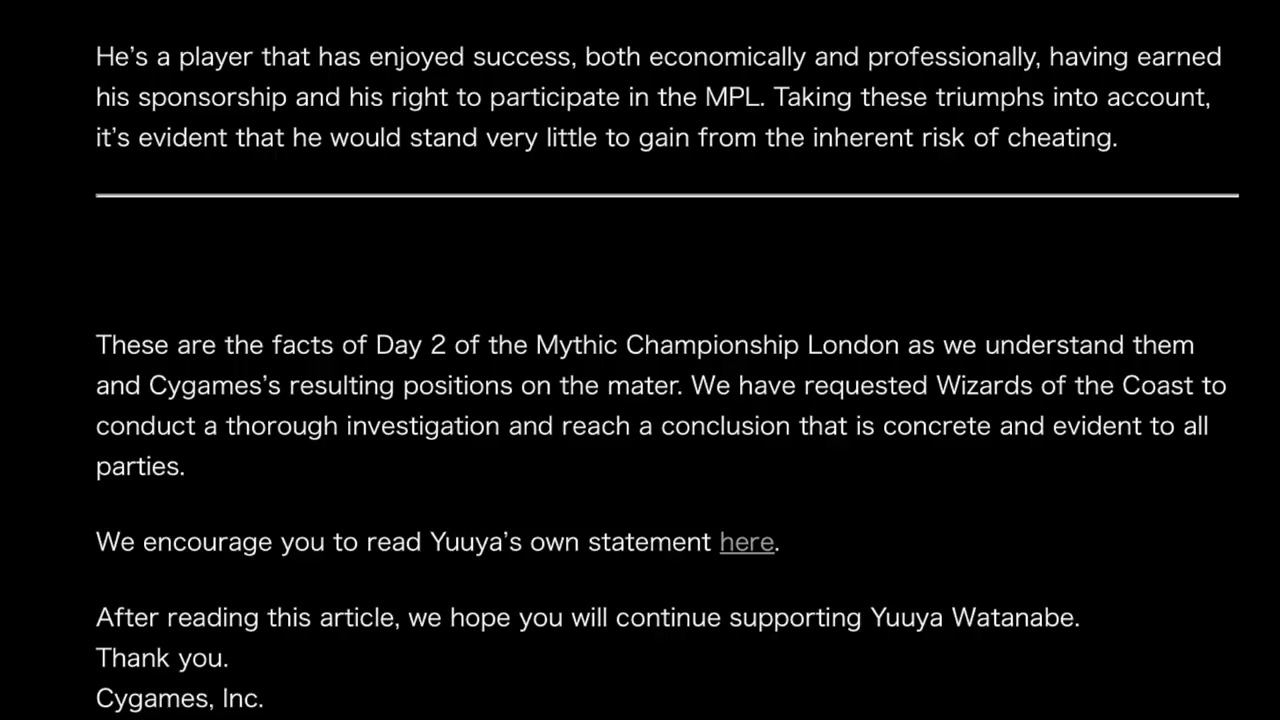 He’s a player that has enjoyed success, both economically and professionally, having earned
his sponsorship and his right to participate in the MPL. Taking these triumphs into account,
it’s evident that he would stand very little to gain from the inherent risk of cheating.
These are the facts of Day 2 of the Mythic Championship London as we understand them
and Cygames’s resulting positions on the mater. We have requested Wizards of the Coast to
conduct a thorough investigation and reach a conclusion that is concrete and evident to all
parties.
We encourage you to read Yuuya’s own statement here.
After reading this article, we hope you will continue supporting Yuuya Watanabe.
Thank you.
Cygames, Inc.